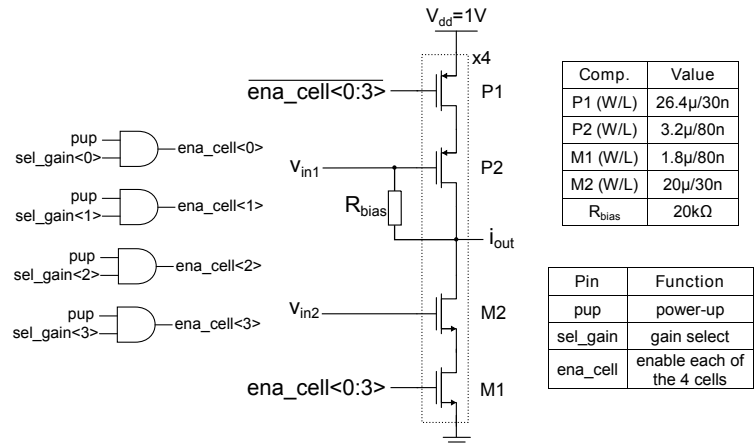 V_dd=1V
x4
ena_cell<0:3>
P1
pup
sel_gain<0>
ena_cell<0>
v_in1
P2
pup
sel_gain<1>
ena_cell<1>
R_bias
i_out
pup
sel_gain<2>
ena_cell<2>
pup
sel_gain<3>
ena_cell<3>
v_in2
M2
ena_cell<0:3>
M1
Comp. Value
P1 (W/L) 26.4µ/30n
P2 (W/L) 3.2µ/80n
M1 (W/L) 1.8µ/80n
M2 (W/L) 20µ/30n
R_bias 20kΩ
Pin Function
pup power-up
sel_gain gain select
ena_cell enable each of
the 4 cells